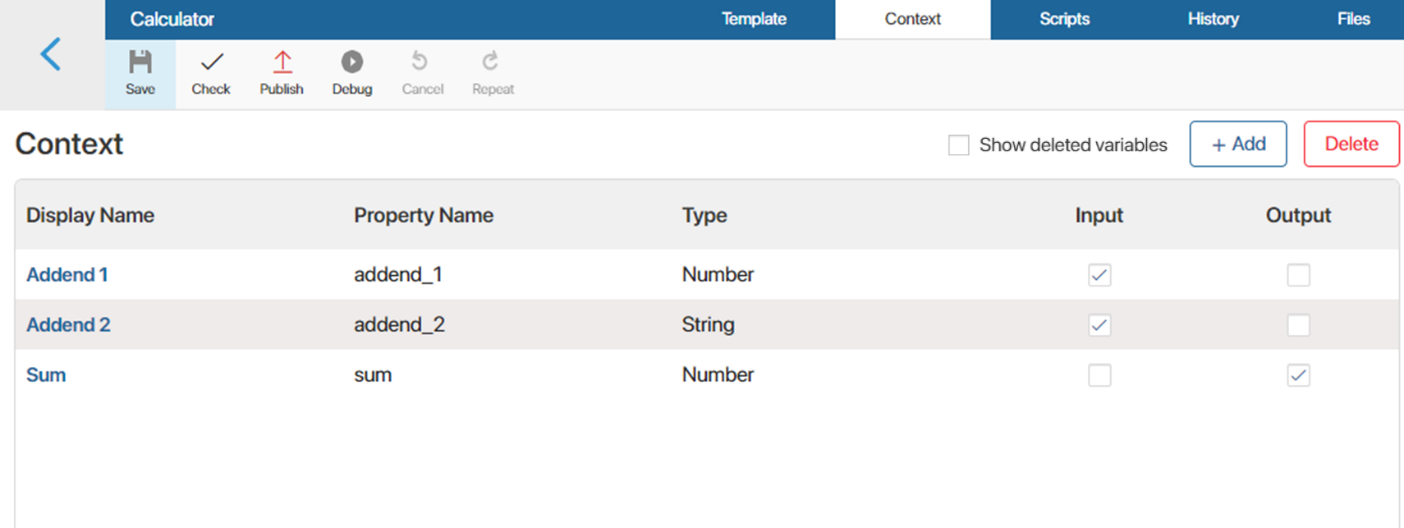 Calculator Template Context Scripts History Files
Save Check Publish Debug Cancel Repeat
Context Show deleted variables + Add Delete
Display Name Property Name Type Input Output
Addend 1 addend_1 Number
Addend 2 addend_2 String
Sum sum Number